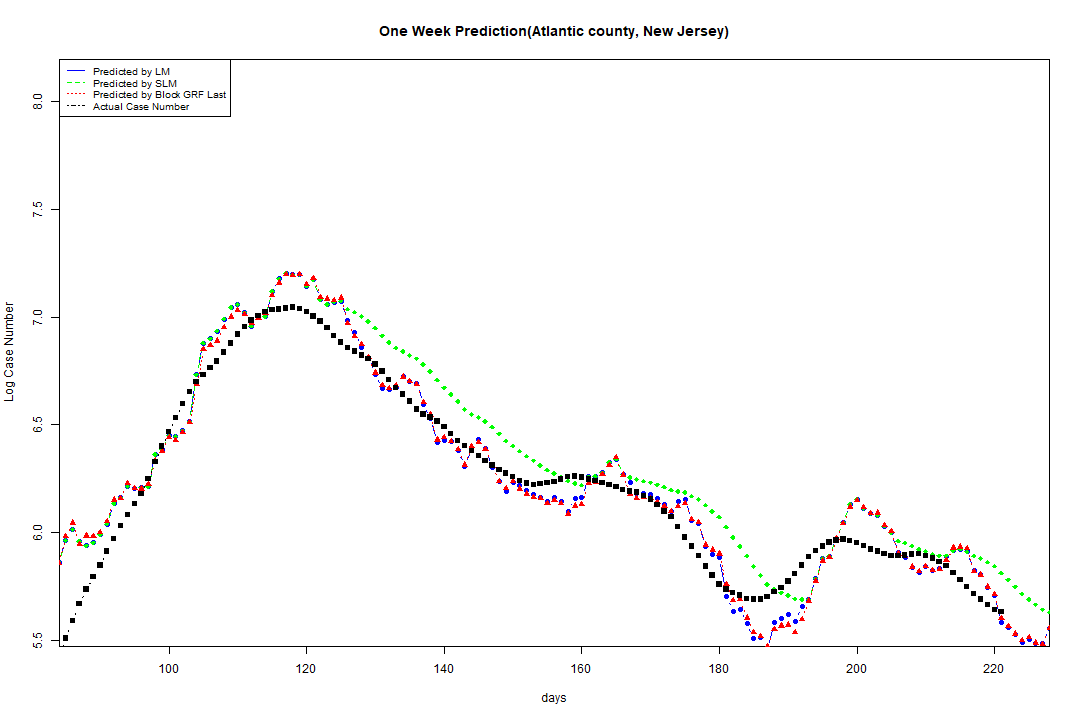 One Week Prediction(Atlantic county, New Jersey)
Predicted by LM
Predicted by SLM
Predicted by Block GRF Last
Actual Case Number
8.0
7.5
7.0
6.5
6.0
5.5
Log Case Number
100 120 140 160 180 200 220
days